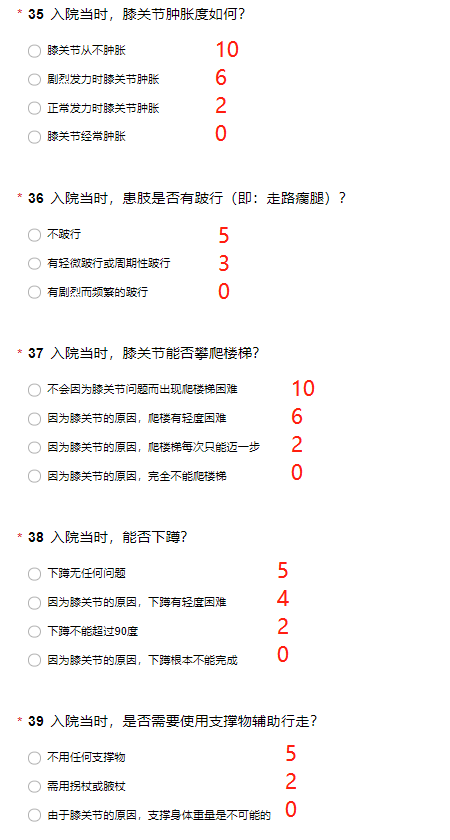 * 35 入院当时，膝关节肿胀度如何？
膝关节从不肿胀 10
剧烈发力时膝关节肿胀 6
正常发力时膝关节肿胀 2
膝关节经常肿胀 0
* 36 入院当时，患肢是否有跛行（即：走路瘸腿）？
不跛行 5
有轻微跛行或周期性跛行 3
有剧烈而频繁的跛行 0
* 37 入院当时，膝关节能否攀爬楼梯？
不会因为膝关节问题而出现爬楼梯困难 10
因为膝关节的原因，爬楼有轻度困难 6
因为膝关节的原因，爬楼梯每次只能迈一步 2
因为膝关节的原因，完全不能爬楼梯 0
* 38 入院当时，能否下蹲？
下蹲无任何问题 5
因为膝关节的原因，下蹲有轻度困难 4
下蹲不能超过90度 2
因为膝关节的原因，下蹲根本不能完成 0
* 39 入院当时，是否需要使用支撑物辅助行走？
不用任何支撑物 5
需用拐杖或腋杖 2
由于膝关节的原因，支撑身体重量是不可能的 0